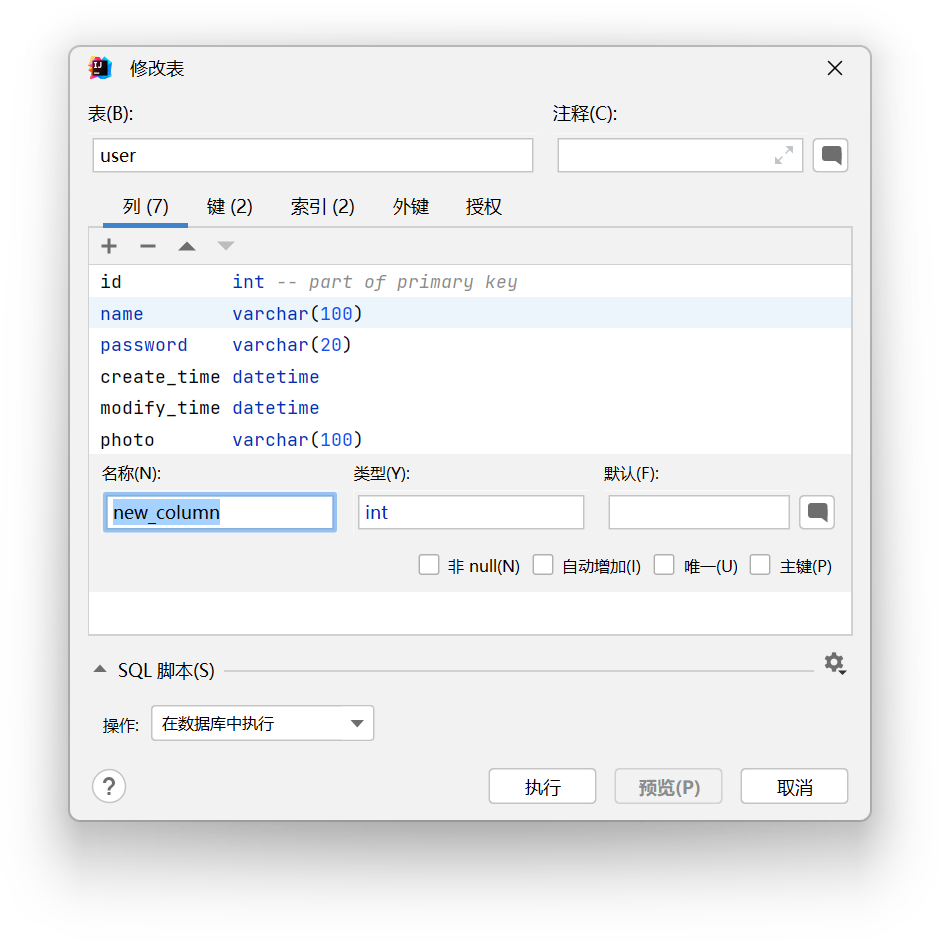 修改表
表(B): 注释(C):
user
列 (7) 键 (2) 索引 (2) 外键 授权
id int -- part of primary key
name varchar(100)
password varchar(20)
create_time datetime
modify_time datetime
photo varchar(100)
名称(N): 类型(Y): 默认(F):
new_column int
非 null(N) 自动增加(I) 唯一(U) 主键(P)
SQL 脚本(S)
操作: 在数据库中执行
? 执行 预览(P) 取消